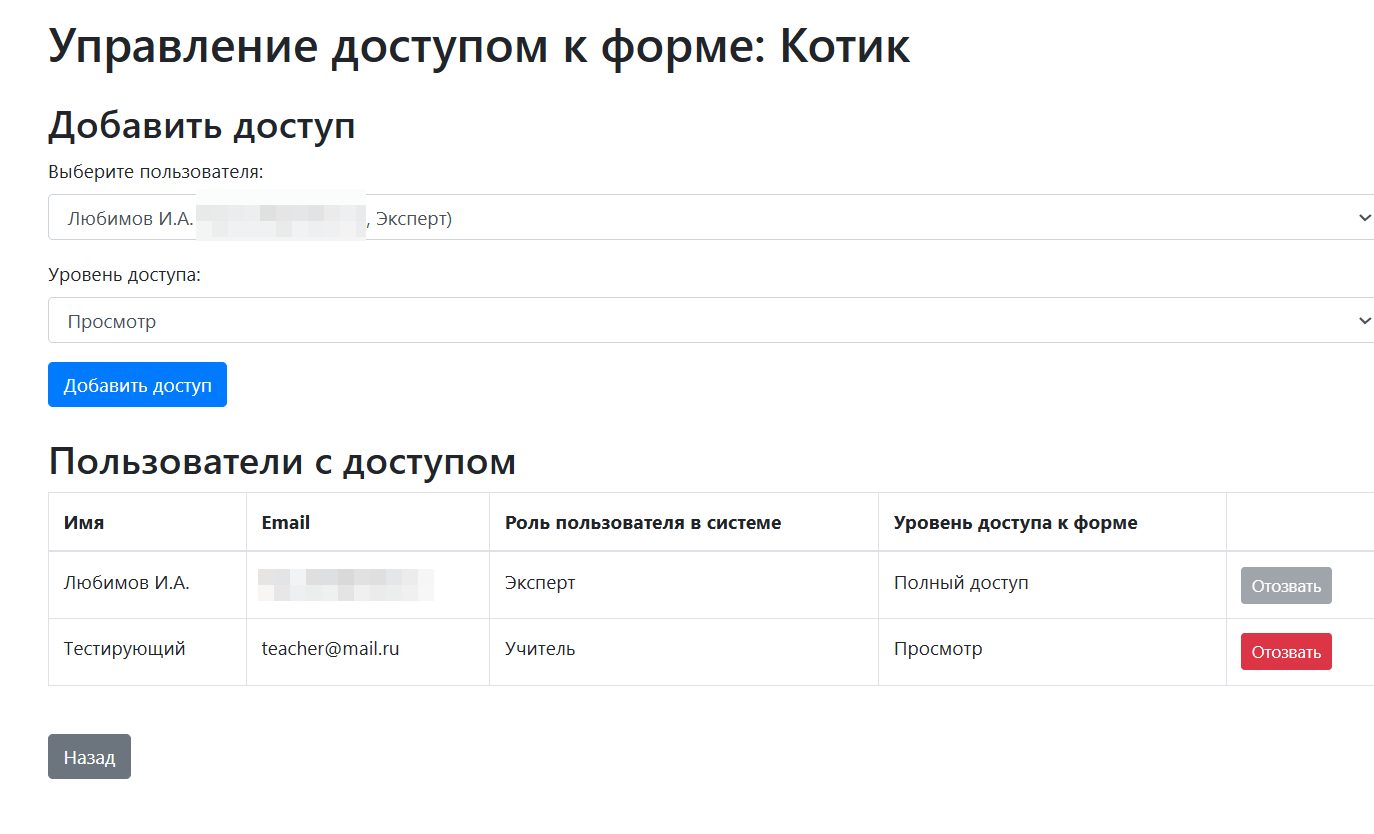 Управление доступом к форме: Котик
Добавить доступ
Выберите пользователя:
Любимов И.А. , Эксперт)
Уровень доступа:
Просмотр
Добавить доступ
Пользователи с доступом
Имя Email Роль пользователя в системе Уровень доступа к форме
Любимов И.А. Эксперт Полный доступ Отозвать
Тестирующий teacher@mail.ru Учитель Просмотр Отозвать
Назад